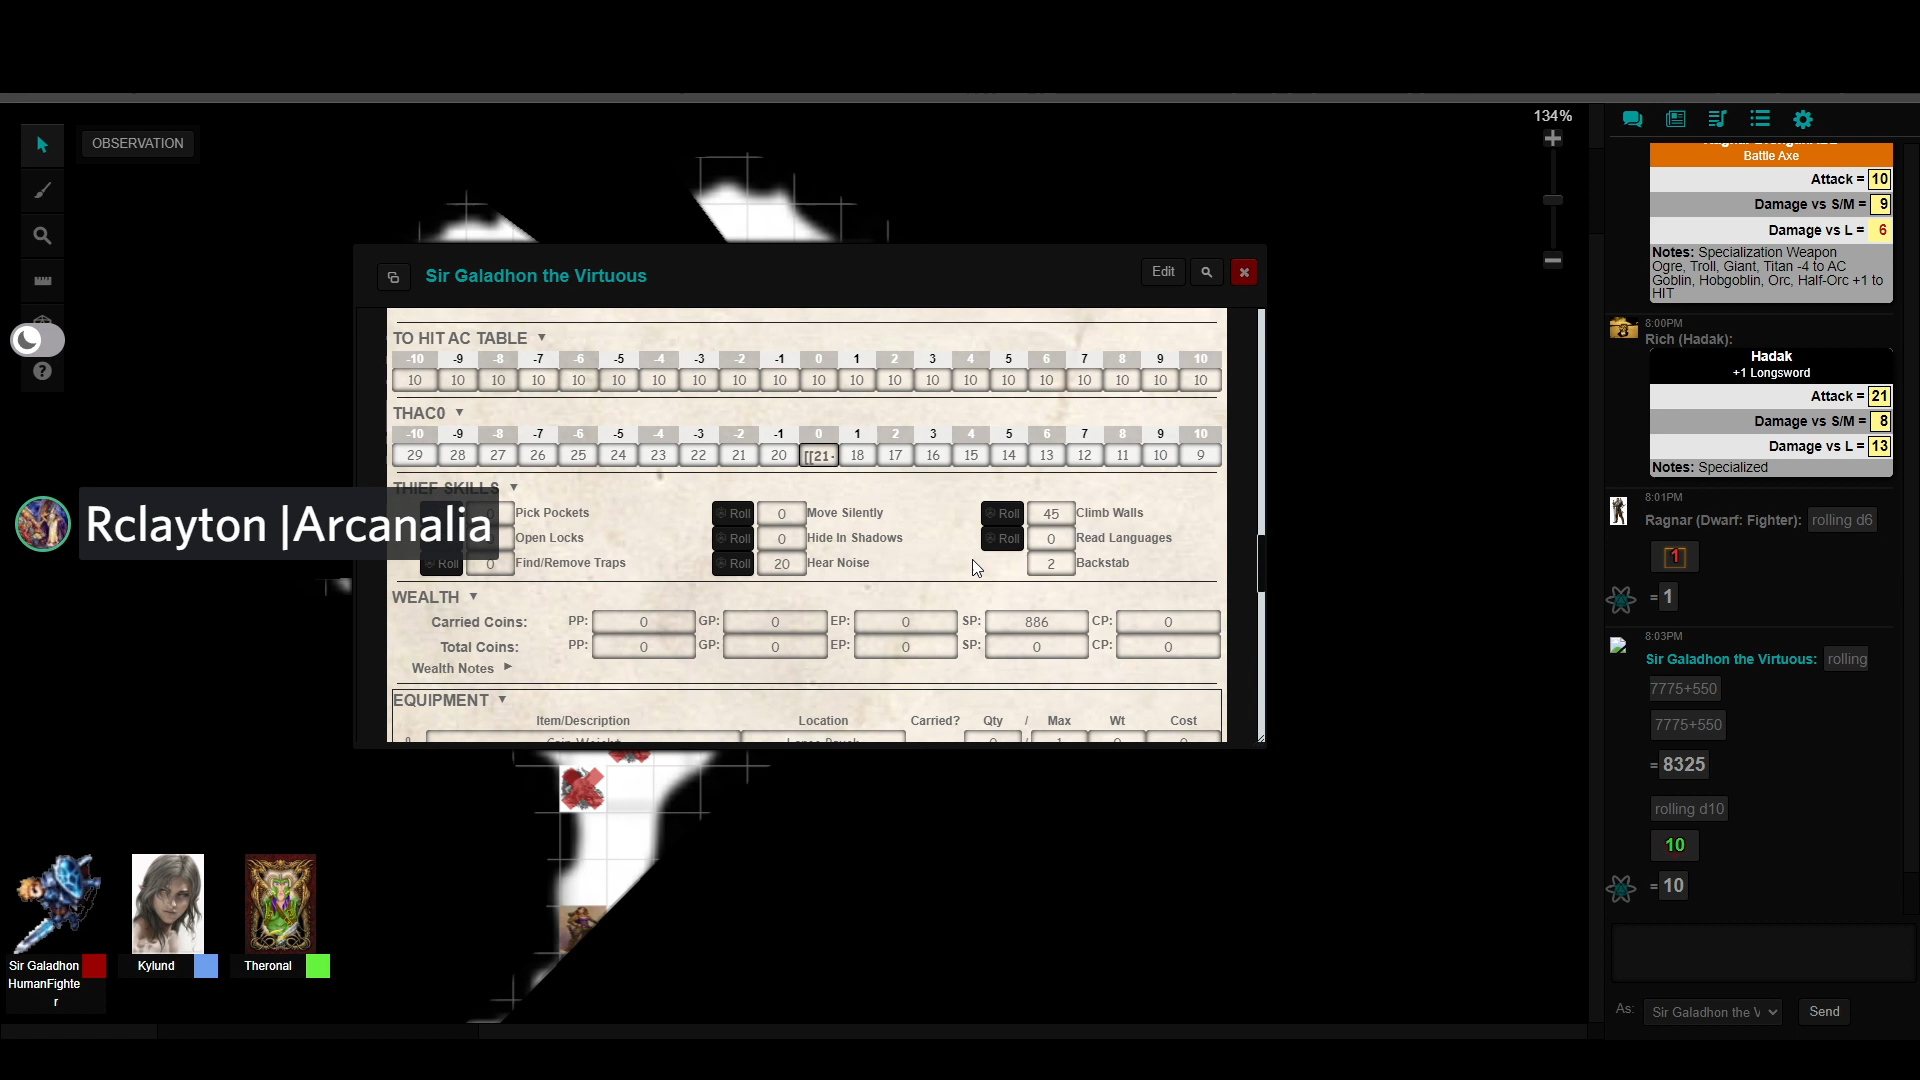 OBSERVATION
134%
Sir Galadhon the Virtuous
Edit
TO HIT AC TABLE
-10 -9 -8 -7 -6 -5 -4 -3 -2 -1 0 1 2 3 4 5 6 7 8 9 10
10 10 10 10 10 10 10 10 10 10 10 10 10 10 10 10 10 10 10 10 10
THAC0
-10 -9 -8 -7 -6 -5 -4 -3 -2 -1 0 1 2 3 4 5 6 7 8 9 10
29 28 27 26 25 24 23 22 21 20 [[21- 18 17 16 15 14 13 12 11 10 9
THIEF SKILLS
0 Pick Pockets Roll 0 Move Silently Roll 45 Climb Walls
Open Locks Roll 0 Hide In Shadows Roll 0 Read Languages
Roll 0 Find/Remove Traps Roll 20 Hear Noise 2 Backstab
Rclayton |Arcanalia
WEALTH
Carried Coins: PP: 0 GP: 0 EP: 0 SP: 886 CP: 0
Total Coins: PP: 0 GP: 0 EP: 0 SP: 0 CP: 0
Wealth Notes
EQUIPMENT
Item/Description Location Carried? Qty / Max Wt Cost
Sir Galadhon
HumanFighte
r
Kylund
Theronal
Battle Axe
Attack = 10
Damage vs S/M = 9
Damage vs L = 6
Notes: Specialization Weapon
Ogre, Troll, Giant, Titan -4 to AC
Goblin, Hobgoblin, Orc, Half-Orc +1 to
HIT
8:00PM
Rich (Hadak):
Hadak
+1 Longsword
Attack = 21
Damage vs S/M = 8
Damage vs L = 13
Notes: Specialized
8:01PM
Ragnar (Dwarf: Fighter): rolling d6
1
= 1
8:03PM
Sir Galadhon the Virtuous: rolling
7775+550
7775+550
= 8325
rolling d10
10
= 10
As: Sir Galadhon the V Send